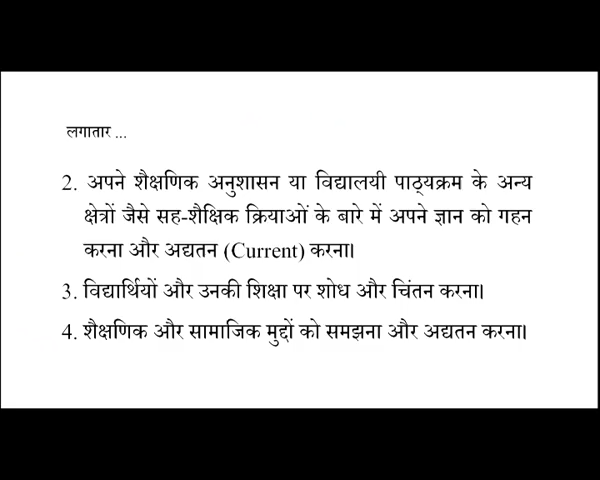 लगातार ...
2. अपने शैक्षणिक अनुशासन या विद्यालयी पाठ्यक्रम के अन्य
क्षेत्रों जैसे सह-शैक्षिक क्रियाओं के बारे में अपने ज्ञान को गहन
करना और अद्यतन (Current) करना।
3. विद्यार्थियों और उनकी शिक्षा पर शोध और चिंतन करना।
4. शैक्षणिक और सामाजिक मुद्दों को समझना और अद्यतन करना।